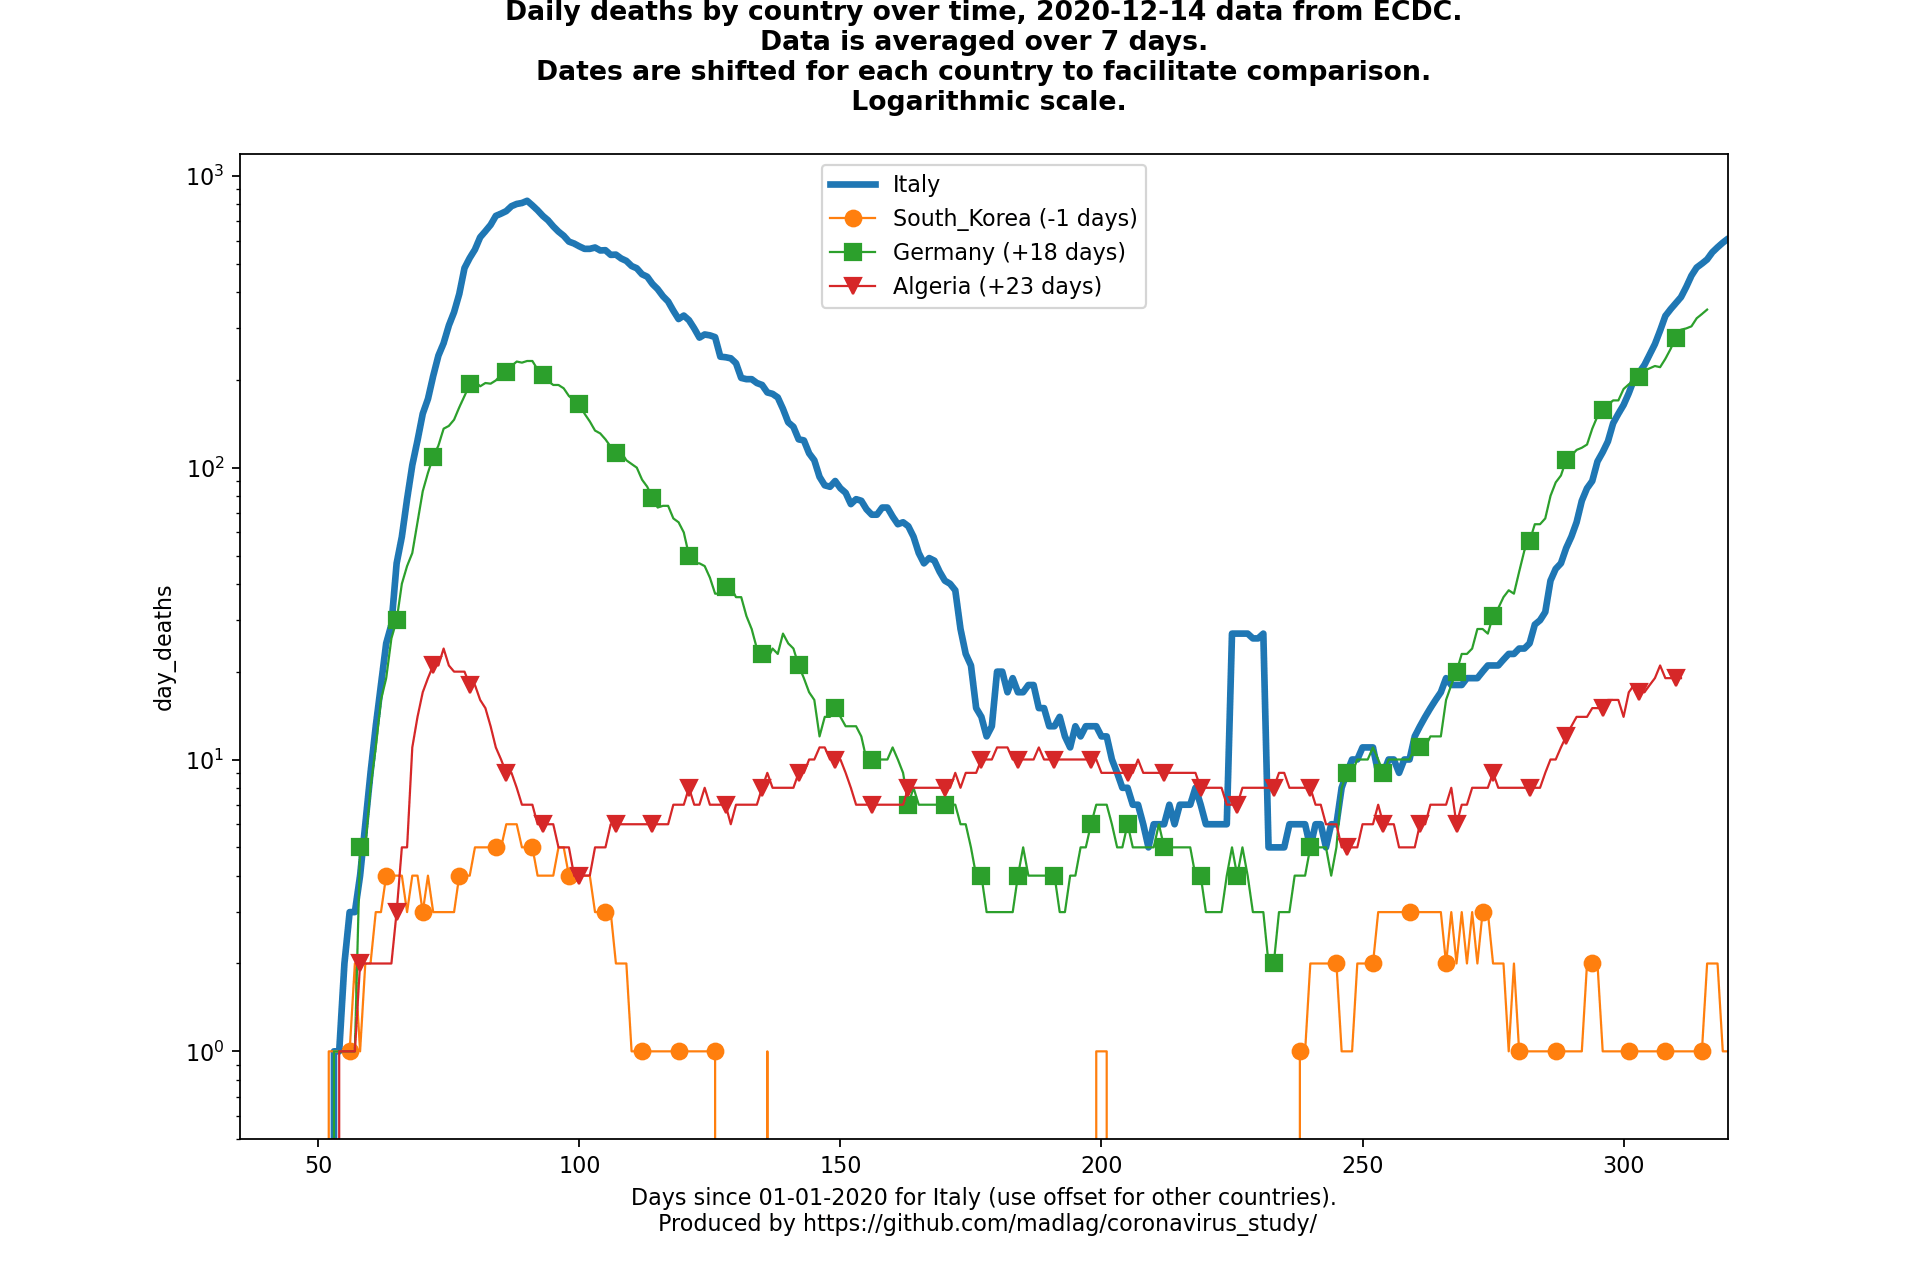 Daily deaths by country over time, 2020-12-14 data from ECDC.
Data is averaged over 7 days.
Dates are shifted for each country to facilitate comparison.
Logarithmic scale.
10³
10²
10¹
10⁰
day_deaths
Italy
South_Korea (-1 days)
Germany (+18 days)
Algeria (+23 days)
50 100 150 200 250 300
Days since 01-01-2020 for Italy (use offset for other countries).
Produced by https://github.com/madlag/coronavirus_study/